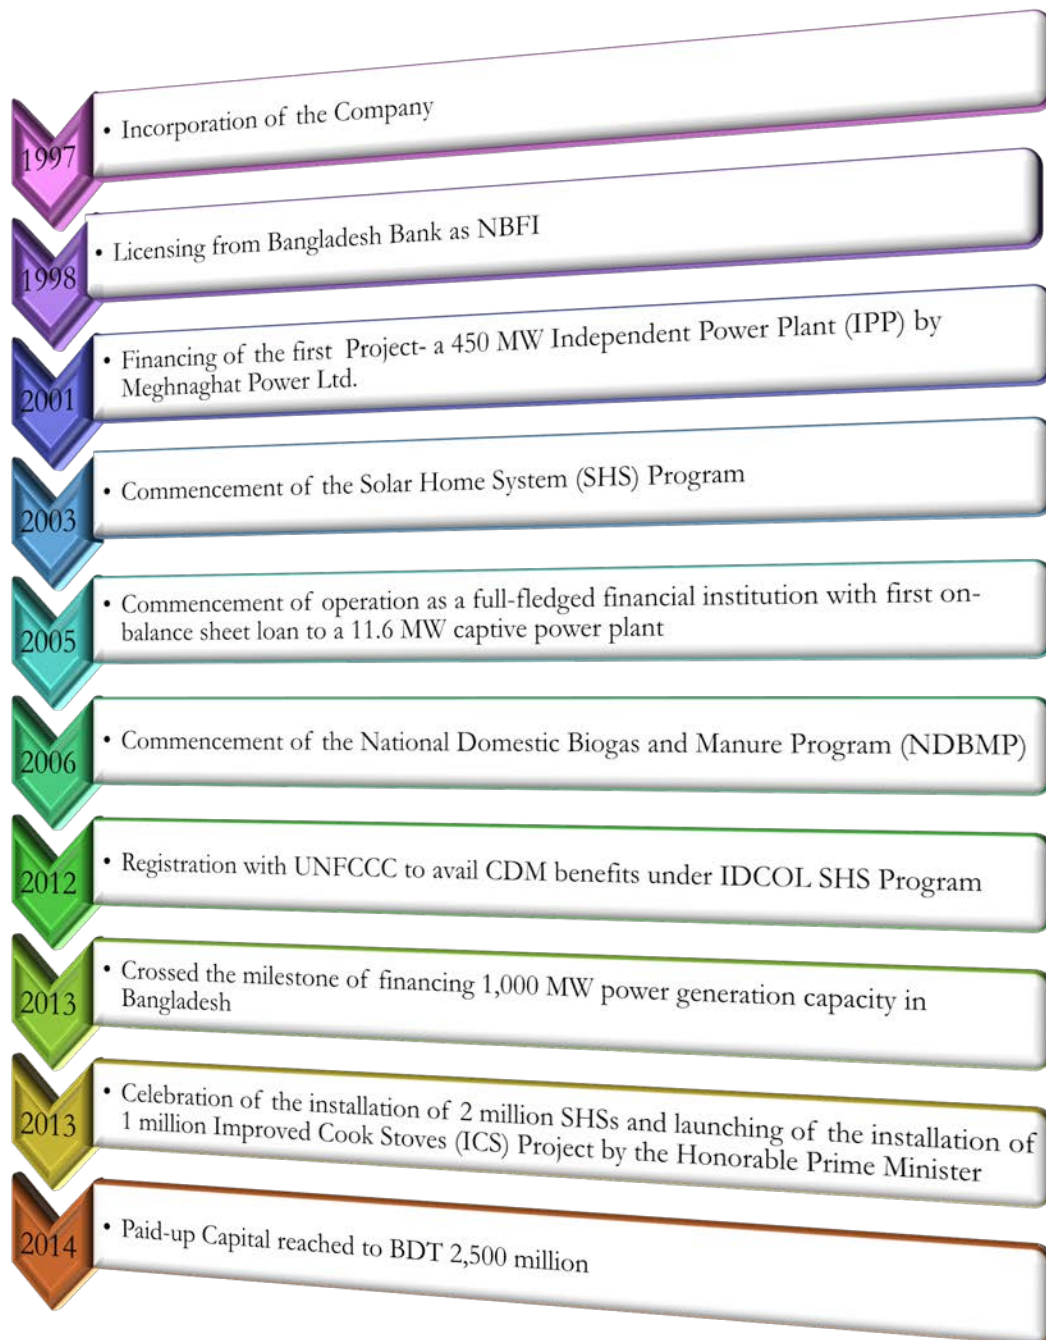 1997
• Incorporation of the Company
1998
• Licensing from Bangladesh Bank as NBFI
2001
• Financing of the first Project- a 450 MW Independent Power Plant (IPP) by
Meghnaghat Power Ltd.
2003
• Commencement of the Solar Home System (SHS) Program
2005
• Commencement of operation as a full-fledged financial institution with first on-
balance sheet loan to a 11.6 MW captive power plant
2006
• Commencement of the National Domestic Biogas and Manure Program (NDBMP)
2012
• Registration with UNFCCC to avail CDM benefits under IDCOL SHS Program
2013
• Crossed the milestone of financing 1,000 MW power generation capacity in
Bangladesh
2013
• Celebration of the installation of 2 million SHSs and launching of the installation of
1 million Improved Cook Stoves (ICS) Project by the Honorable Prime Minister
2014
• Paid-up Capital reached to BDT 2,500 million